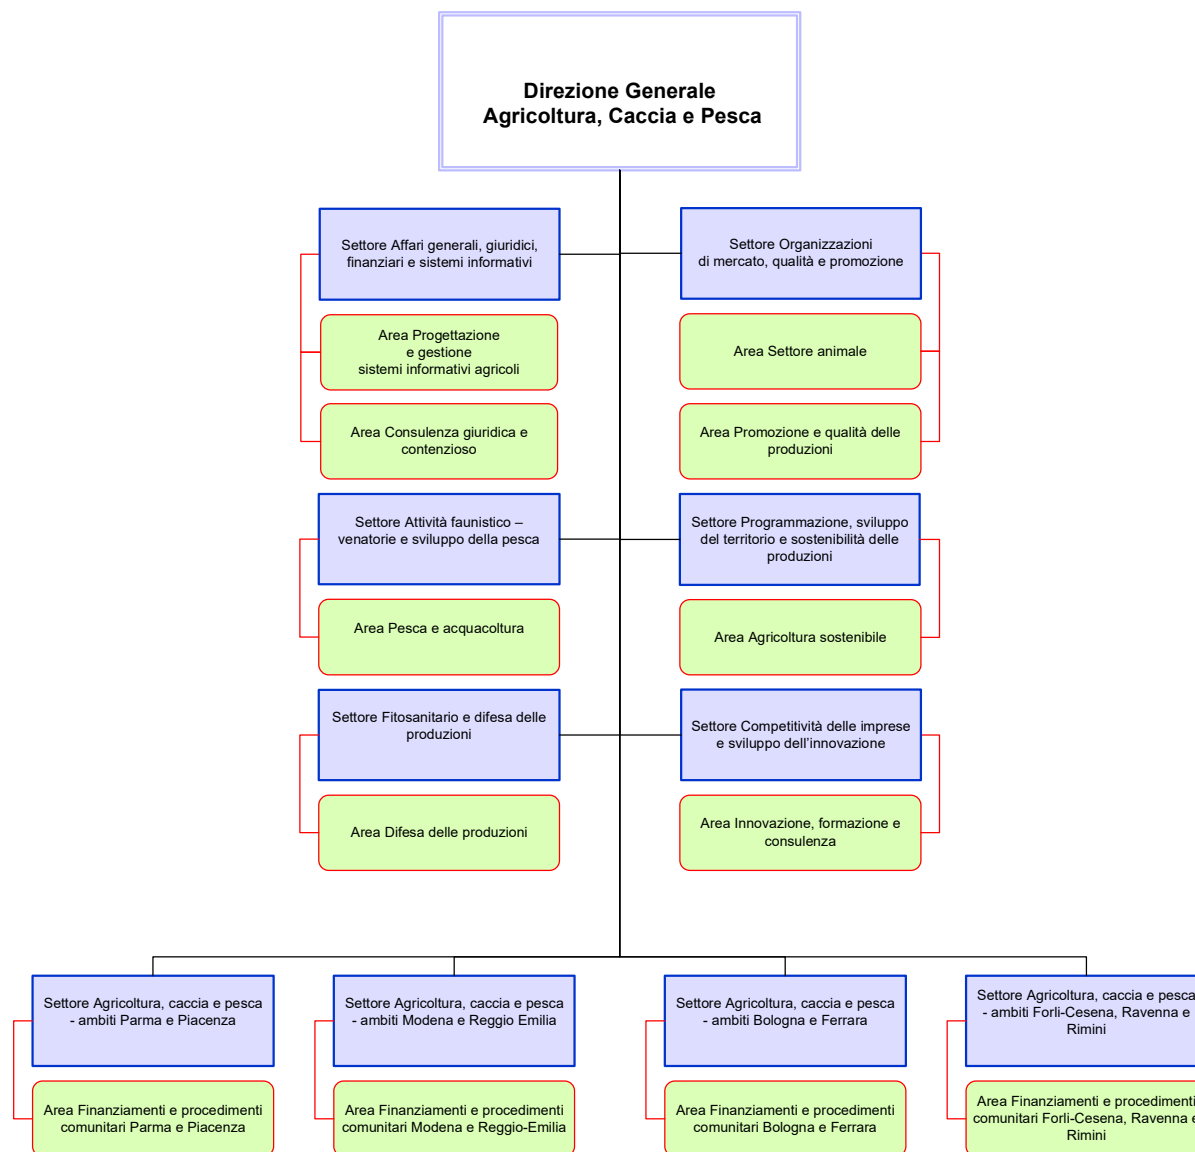 Direzione Generale
Agricoltura, Caccia e Pesca
Settore Affari generali, giuridici,
finanziari e sistemi informativi
Settore Organizzazioni
di mercato, qualità e promozione
Area Progettazione
e gestione
sistemi informativi agricoli
Area Settore animale
Area Consulenza giuridica e
contenzioso
Area Promozione e qualità delle
produzioni
Settore Attività faunistico –
venatorie e sviluppo della pesca
Settore Programmazione, sviluppo
del territorio e sostenibilità delle
produzioni
Area Pesca e acquacoltura
Area Agricoltura sostenibile
Settore Fitosanitario e difesa delle
produzioni
Settore Competitività delle imprese
e sviluppo dell’innovazione
Area Difesa delle produzioni
Area Innovazione, formazione e
consulenza
Settore Agricoltura, caccia e pesca
- ambiti Parma e Piacenza
Settore Agricoltura, caccia e pesca
- ambiti Modena e Reggio Emilia
Settore Agricoltura, caccia e pesca
- ambiti Bologna e Ferrara
Settore Agricoltura, caccia e pesca
- ambiti Forli-Cesena, Ravenna e
Rimini
Area Finanziamenti e procedimenti
comunitari Parma e Piacenza
Area Finanziamenti e procedimenti
comunitari Modena e Reggio-Emilia
Area Finanziamenti e procedimenti
comunitari Bologna e Ferrara
Area Finanziamenti e procedimenti
comunitari Forli-Cesena, Ravenna e
Rimini